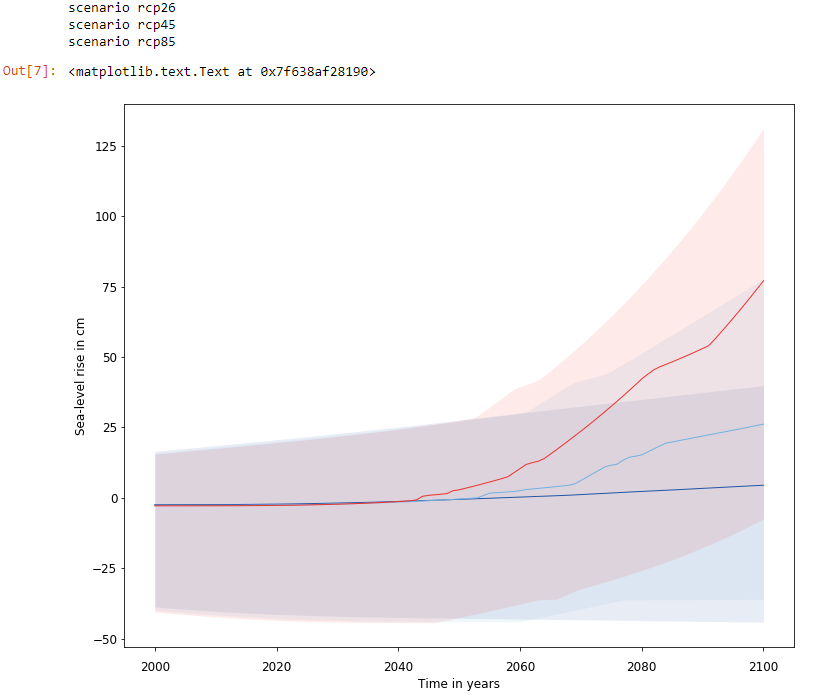 scenario rcp26
scenario rcp45
scenario rcp85
Out[7]: <matplotlib.text.Text at 0x7f638af28190>
125
100
75
50
25
0
−25
−50
Sea-level rise in cm
2000 2020 2040 2060 2080 2100
Time in years